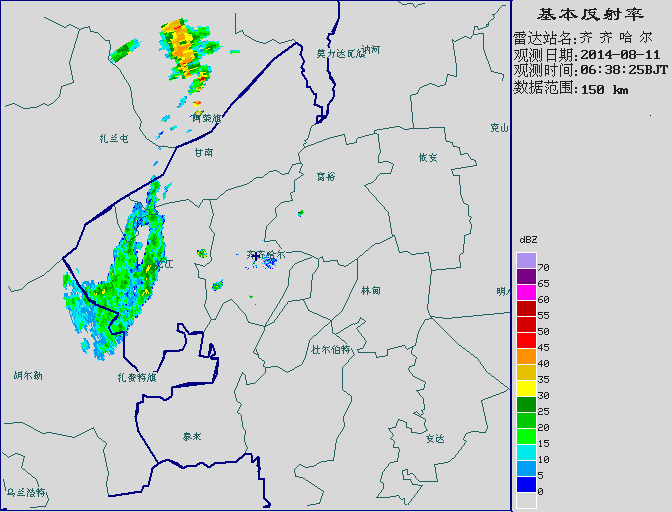 基本反射率
雷达站名:齐齐哈尔
观测日期:2014-08-11
观测时间:06:38:25BJT
数据范围:150 km
莫力达瓦旗
讷河
阿荣旗
克山
扎兰屯
甘南
依安
富裕
齐齐哈尔
江
林甸
明水
杜尔伯特
胡尔勒
扎赉特旗
泰来
安达
乌兰浩特
dBZ
70
65
60
55
50
45
40
35
30
25
20
15
10
5
0